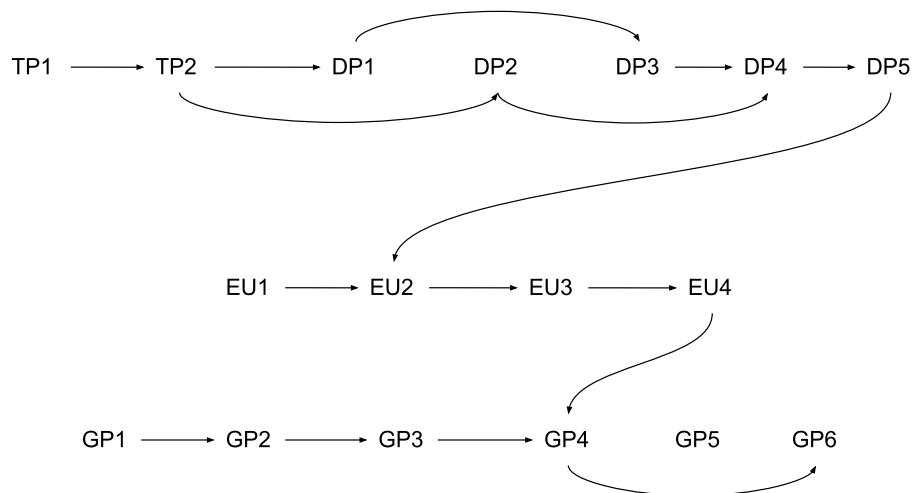 TP1 TP2 DP1 DP2 DP3 DP4 DP5
EU1 EU2 EU3 EU4
GP1 GP2 GP3 GP4 GP5 GP6